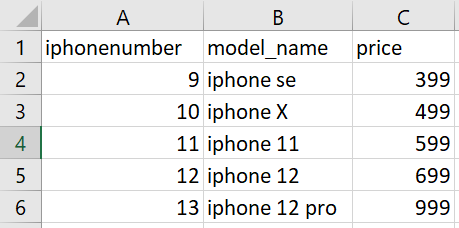 A B C
1 iphonenumber model_name price
2 9 iphone se 399
3 10 iphone X 499
4 11 iphone 11 599
5 12 iphone 12 699
6 13 iphone 12 pro 999